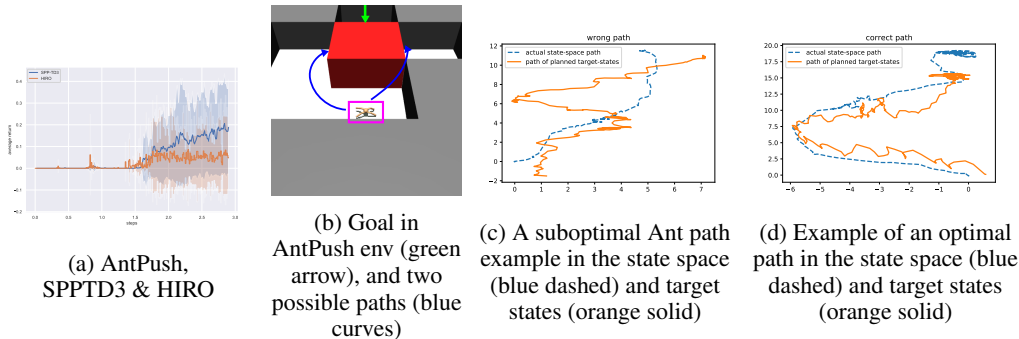 SPP-TD3
HIRO
0.4
0.3
0.2
0.1
0.0
−0.1
−0.2
average return
0.0 0.5 1.0 1.5 2.0 2.5 3.0
steps
(a) AntPush,
SPPTD3 & HIRO
(b) Goal in
AntPush env (green
arrow), and two
possible paths (blue
curves)
wrong path
actual state-space path
path of planned target-states
12
10
8
6
4
2
0
−2
0 1 2 3 4 5 6 7
(c) A suboptimal Ant path
example in the state space
(blue dashed) and target
states (orange solid)
correct path
actual state-space path
path of planned target-states
20.0
17.5
15.0
12.5
10.0
7.5
5.0
2.5
0.0
−6 −5 −4 −3 −2 −1 0
(d) Example of an optimal
path in the state space (blue
dashed) and target states
(orange solid)